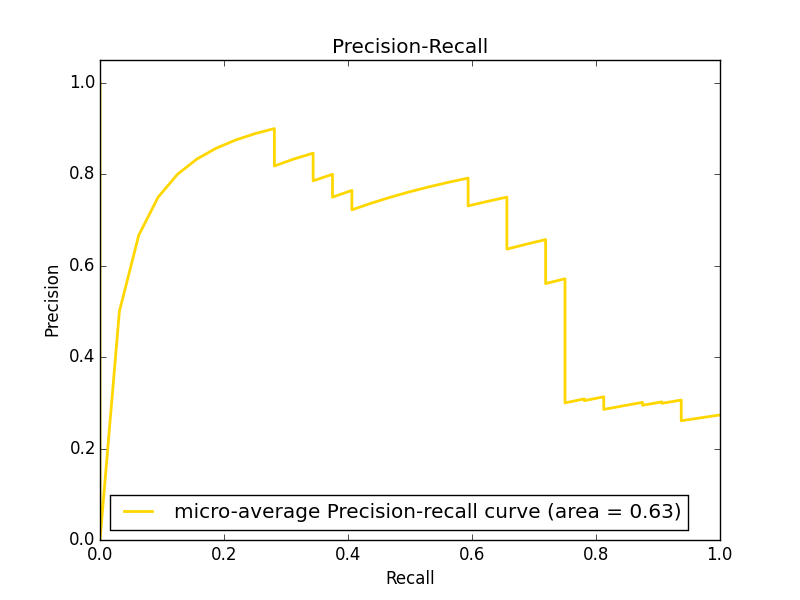 Precision-Recall
1.0
0.8
0.6
0.4
0.2
0.0
Precision
micro-average Precision-recall curve (area = 0.63)
0.0 0.2 0.4 0.6 0.8 1.0
Recall